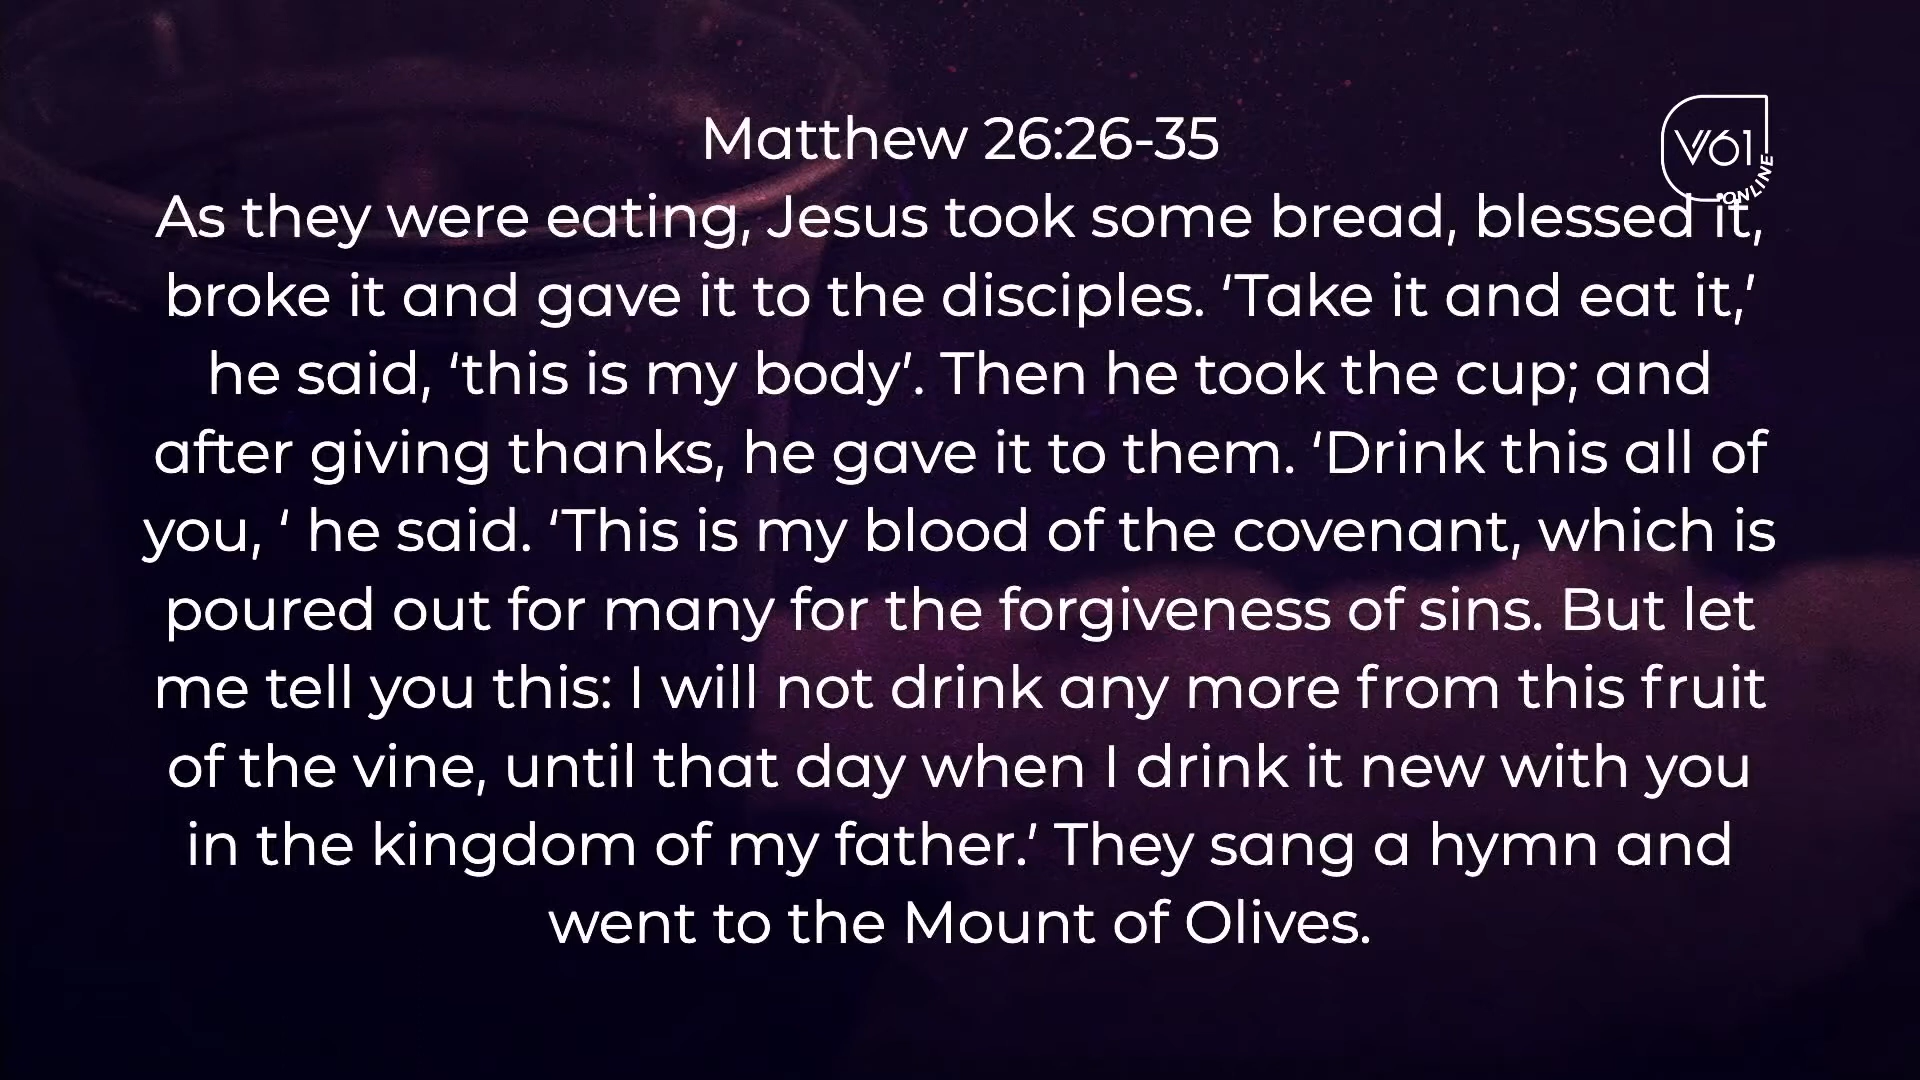 Matthew 26:26-35
V61
ONLINE
As they were eating, Jesus took some bread, blessed it,
broke it and gave it to the disciples. ‘Take it and eat it,’
he said, ‘this is my body’. Then he took the cup; and
after giving thanks, he gave it to them. ‘Drink this all of
you, ‘ he said. ‘This is my blood of the covenant, which is
poured out for many for the forgiveness of sins. But let
me tell you this: I will not drink any more from this fruit
of the vine, until that day when I drink it new with you
in the kingdom of my father.’ They sang a hymn and
went to the Mount of Olives.